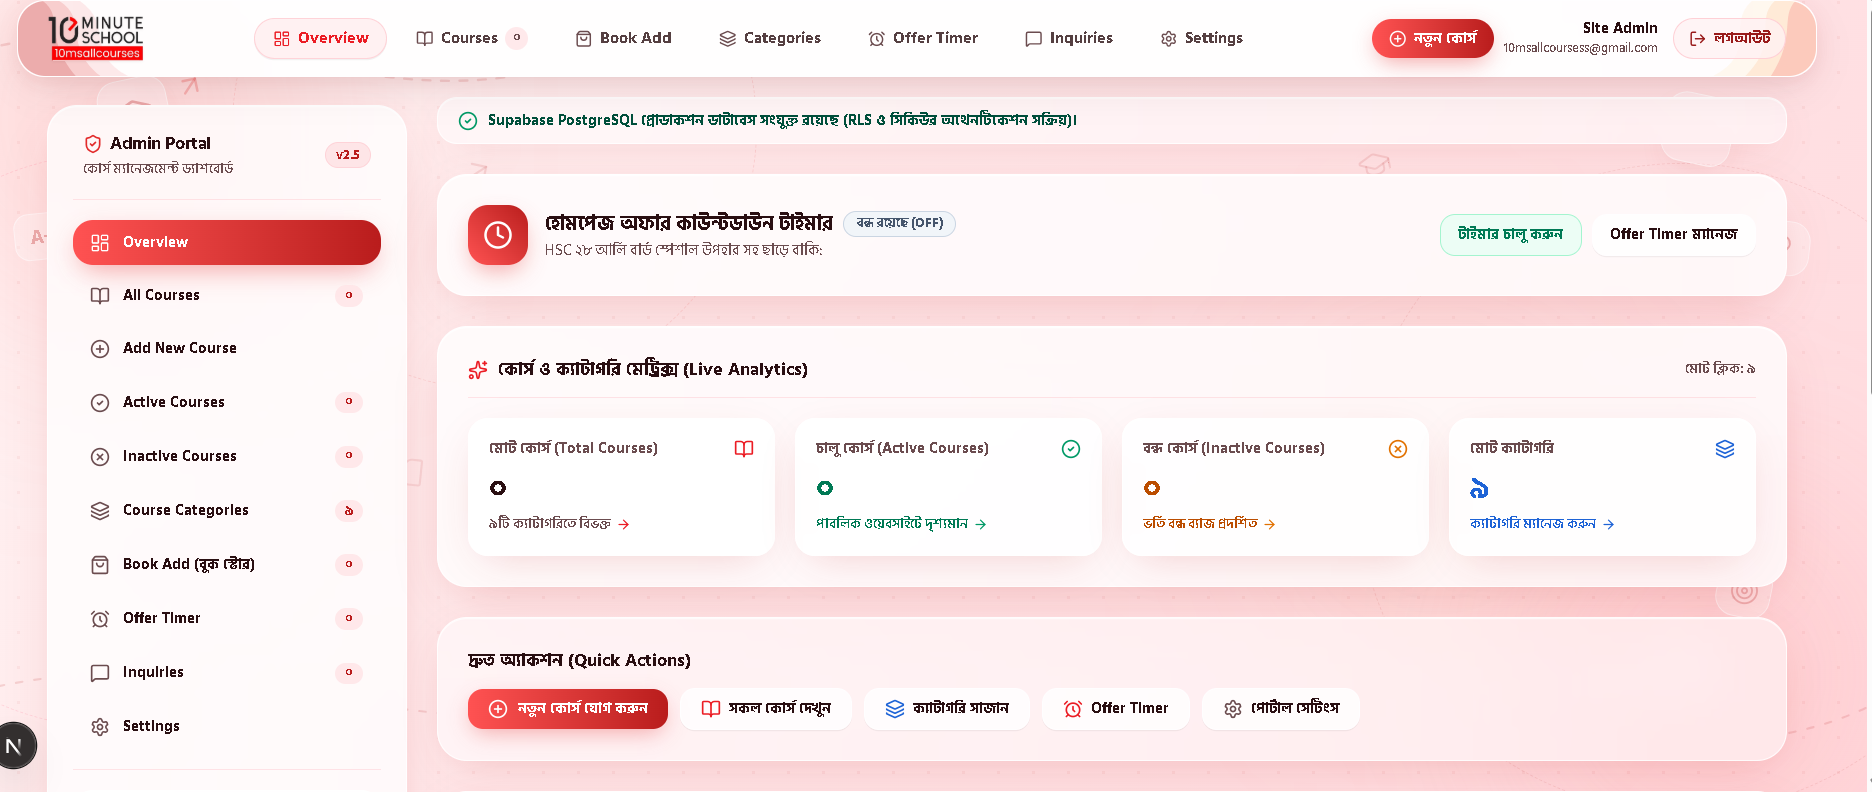 10 MINUTE SCHOOL
10msallcourses
Overview
Courses ০
Book Add
Categories
Offer Timer
Inquiries
Settings
নতুন কোর্স
Site Admin
10msallcoursess@gmail.com
লগআউট
Admin Portal
কোর্স ম্যানেজমেন্ট ড্যাশবোর্ড
v2.5
Overview
All Courses ০
Add New Course
Active Courses ০
Inactive Courses ০
Course Categories ৯
Book Add (বুক স্টোর) ০
Offer Timer ০
Inquiries ০
Settings
N
Supabase PostgreSQL প্রোডাকশন ডাটাবেস সংযুক্ত রয়েছে (RLS ও সিকিউর অথেনটিকেশন সক্রিয়)।
হোমপেজ অফার কাউন্টডাউন টাইমার বন্ধ রয়েছে (OFF)
HSC ২৮ আর্লি বার্ড স্পেশাল উপহার সহ ছাড়ে বাকি:
টাইমার চালু করুন
Offer Timer ম্যানেজ
কোর্স ও ক্যাটাগরি মেট্রিক্স (Live Analytics)
মোট ক্লিক: ৯
মোট কোর্স (Total Courses)
০
৯টি ক্যাটাগরিতে বিভক্ত →
চালু কোর্স (Active Courses)
০
পাবলিক ওয়েবসাইটে দৃশ্যমান →
বন্ধ কোর্স (Inactive Courses)
০
ভর্তি বন্ধ ব্যাজ প্রদর্শিত →
মোট ক্যাটাগরি
৯
ক্যাটাগরি ম্যানেজ করুন →
দ্রুত অ্যাকশন (Quick Actions)
নতুন কোর্স যোগ করুন
সকল কোর্স দেখুন
ক্যাটাগরি সাজান
Offer Timer
পোর্টাল সেটিংস